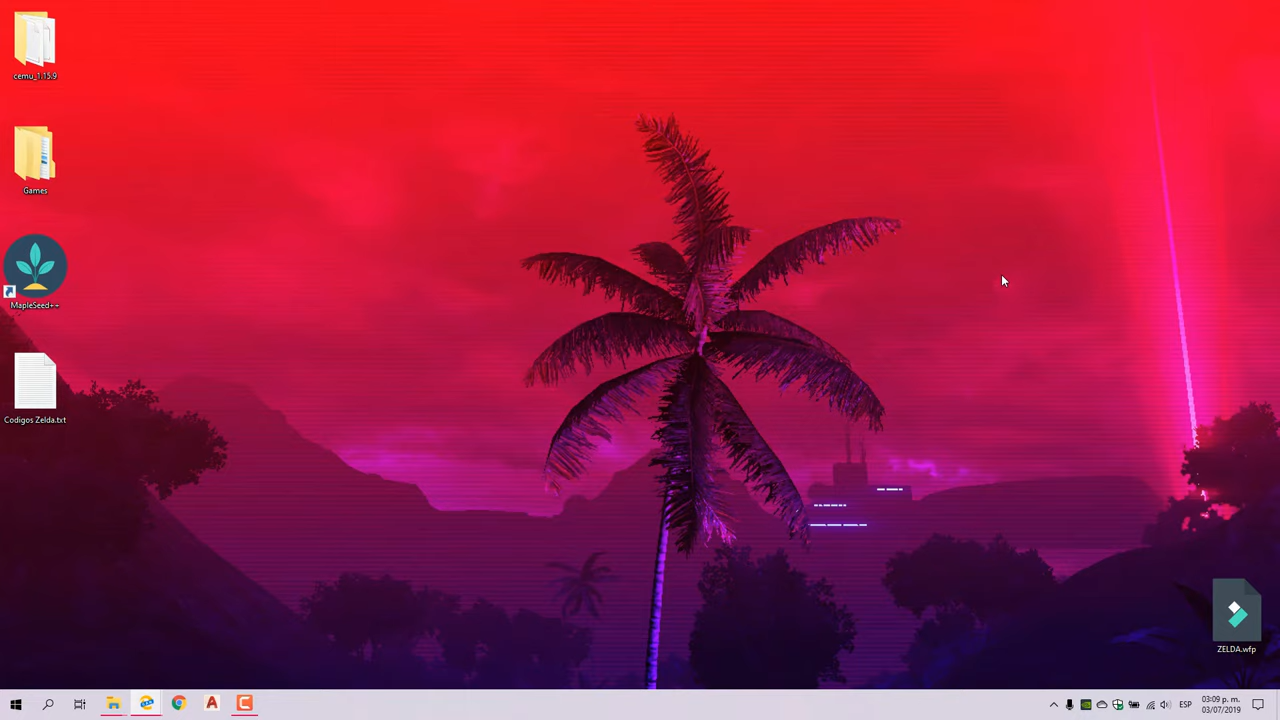 cemu_1.15.9
Games
MapleSeed++
Codigos Zelda.txt
ZELDA.wfp
ESP
03:09 p. m.
03/07/2019